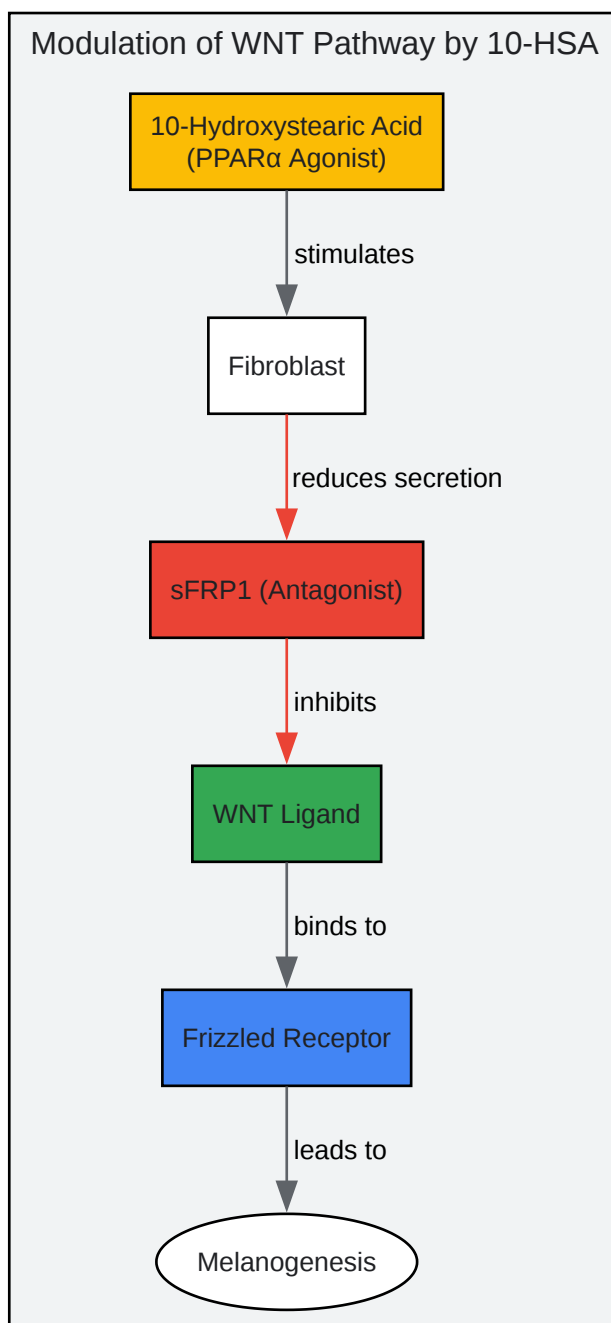 Modulation of WNT Pathway by 10-HSA
10-Hydroxystearic Acid
(PPARα Agonist)
stimulates
Fibroblast
reduces secretion
sFRP1 (Antagonist)
inhibits
WNT Ligand
binds to
Frizzled Receptor
leads to
Melanogenesis